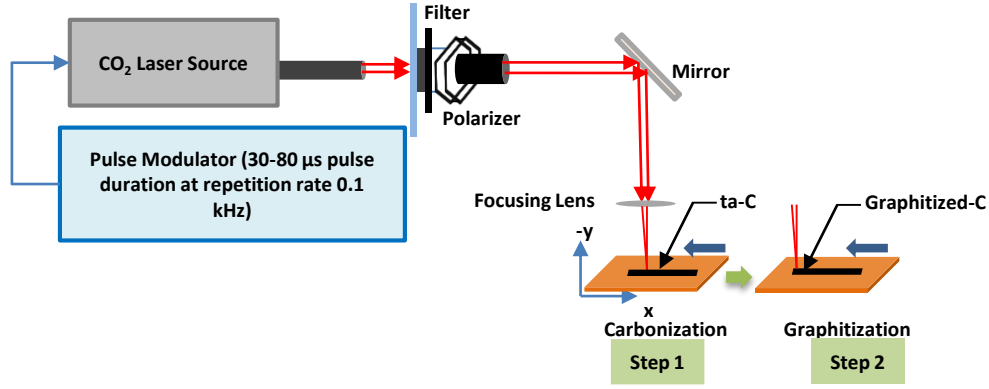 Filter
CO₂ Laser Source
Mirror
Polarizer
Pulse Modulator (30-80 µs pulse
duration at repetition rate 0.1
kHz)
Focusing Lens
ta-C
Graphitized-C
-y
x
Carbonization
Graphitization
Step 1
Step 2